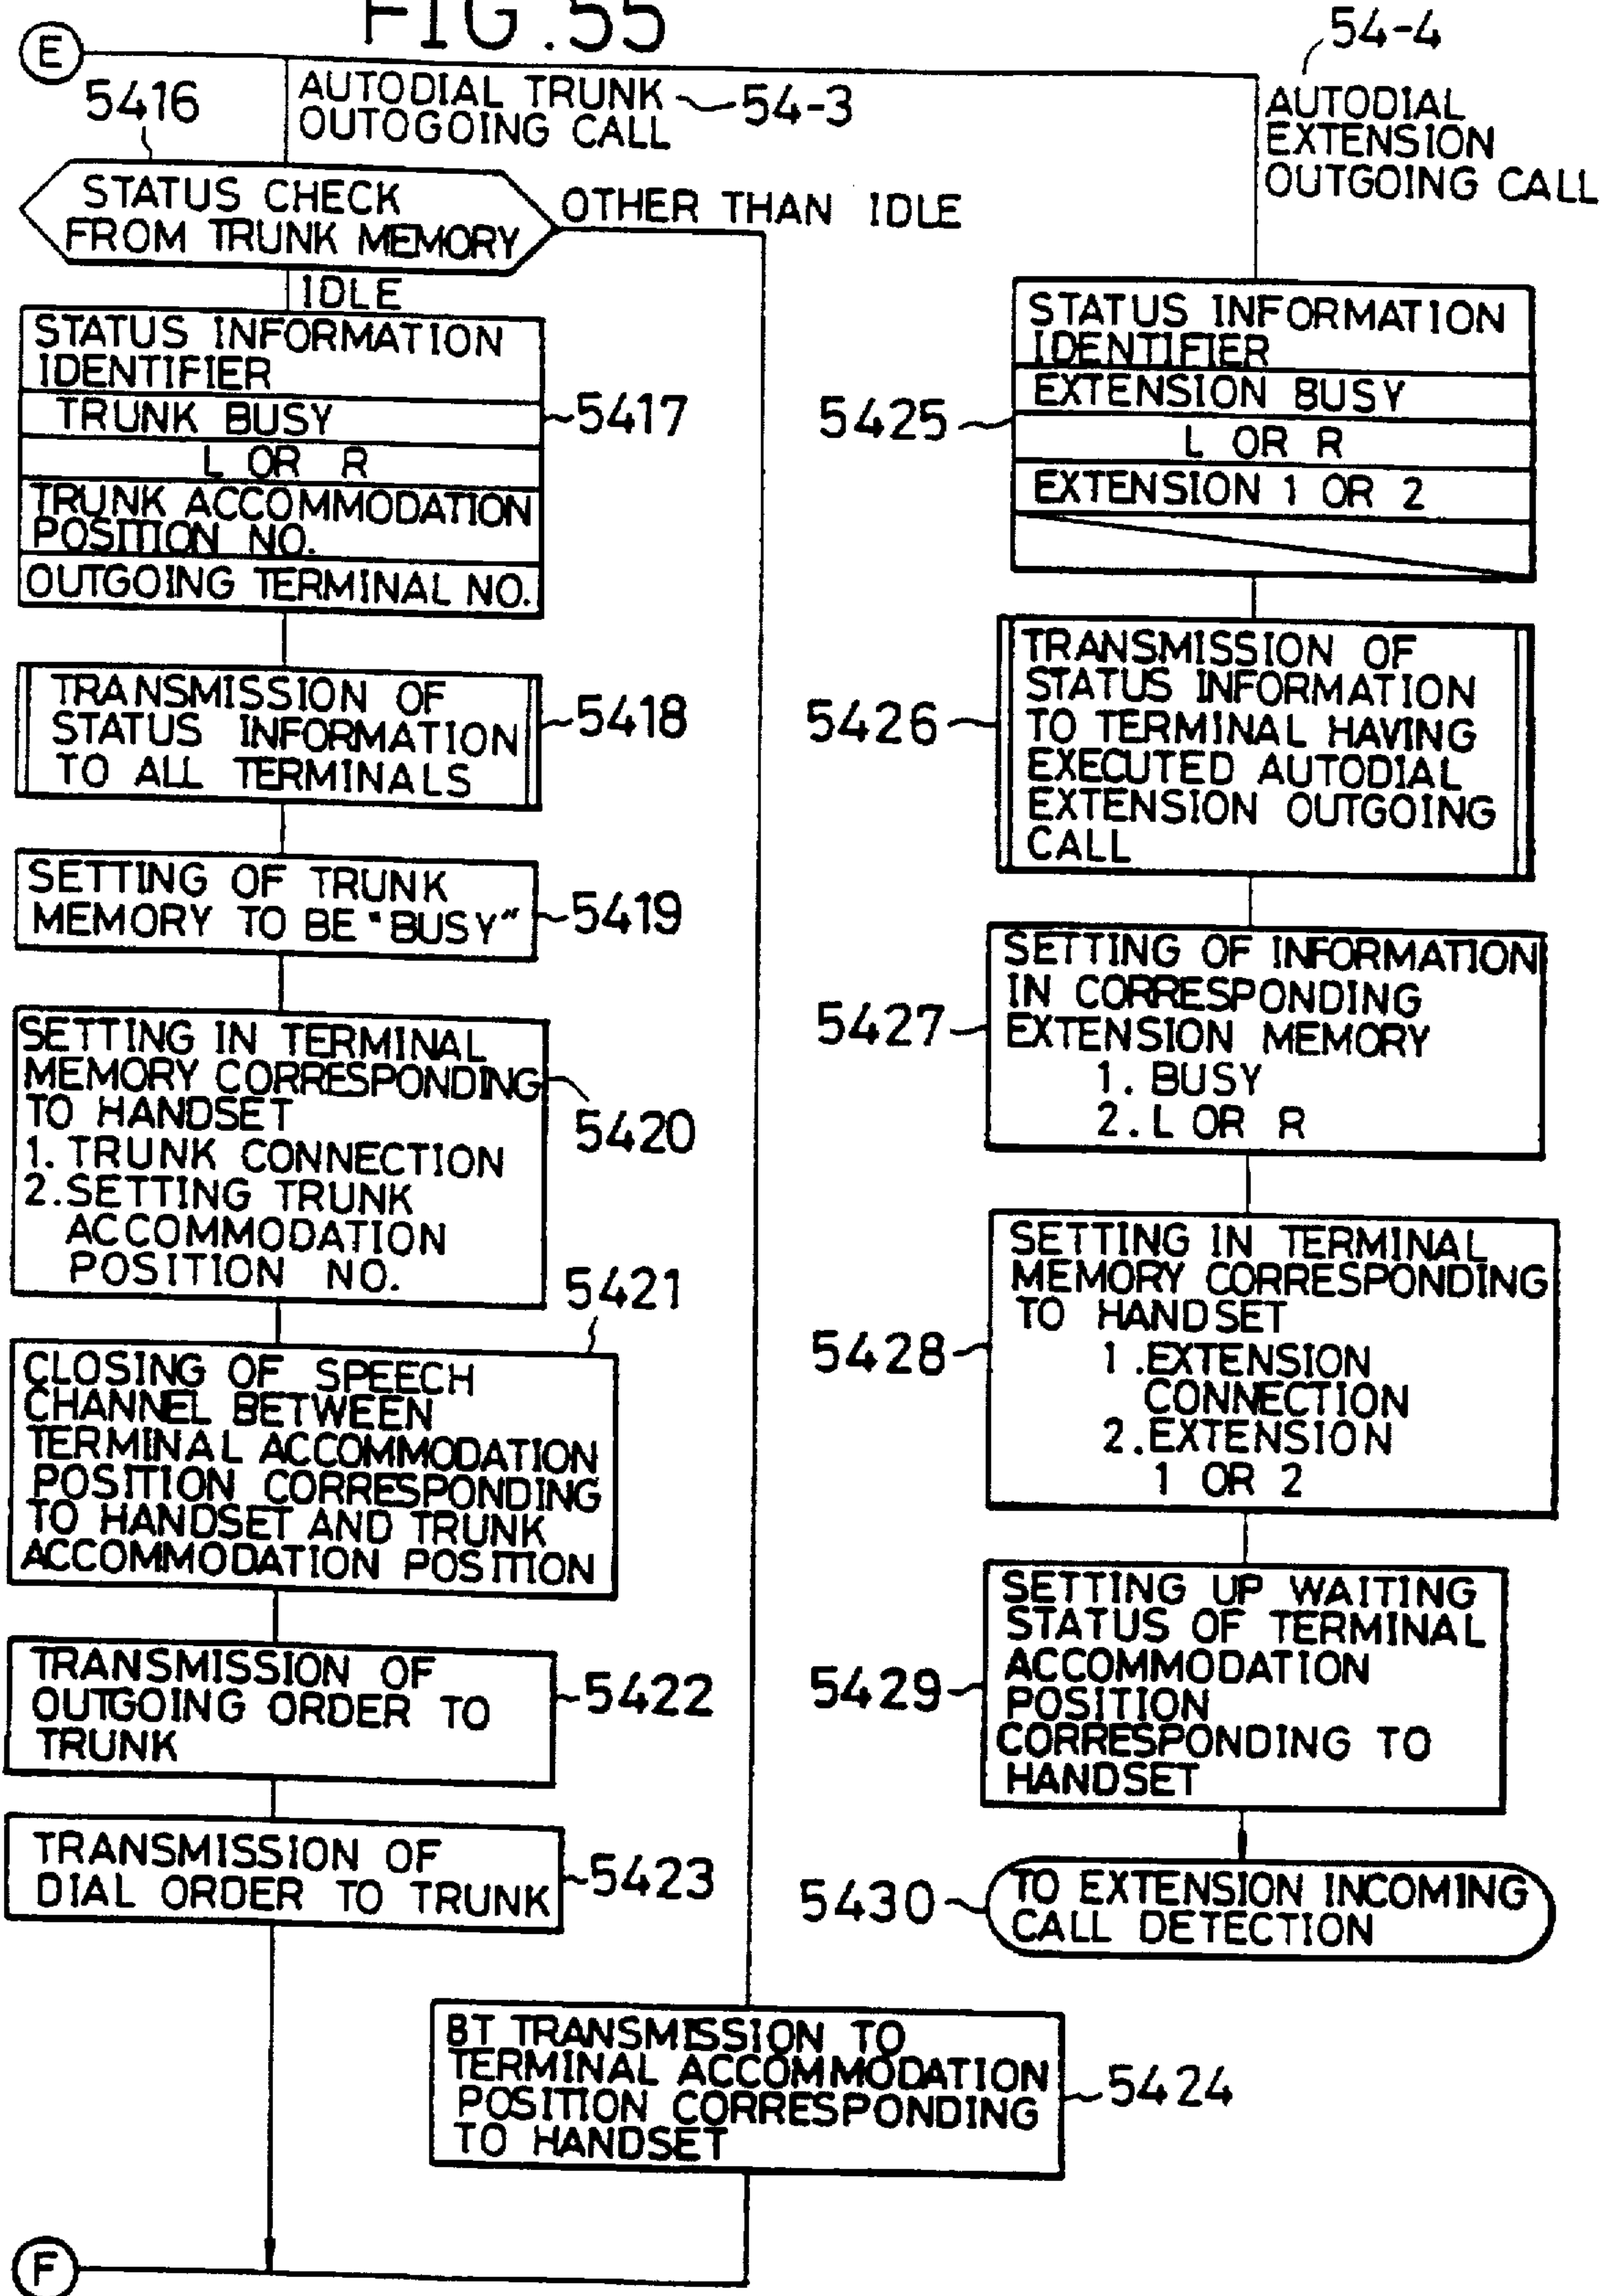 FIG.55
E
54-4
5416
AUTODIAL TRUNK
OUTOGOING CALL
54-3
AUTODIAL
EXTENSION
OUTGOING CALL
STATUS CHECK
FROM TRUNK MEMORY
OTHER THAN IDLE
IDLE
STATUS INFORMATION
IDENTIFIER
TRUNK BUSY
L OR R
TRUNK ACCOMMODATION
POSITION NO.
OUTGOING TERMINAL NO.
5417
TRANSMISSION OF
STATUS INFORMATION
TO ALL TERMINALS
5418
SETTING OF TRUNK
MEMORY TO BE "BUSY"
5419
SETTING IN TERMINAL
MEMORY CORRESPONDING
TO HANDSET
1. TRUNK CONNECTION
2. SETTING TRUNK
ACCOMMODATION
POSITION NO.
5420
5421
CLOSING OF SPEECH
CHANNEL BETWEEN
TERMINAL ACCOMMODATION
POSITION CORRESPONDING
TO HANDSET AND TRUNK
ACCOMMODATION POSITION
TRANSMISSION OF
OUTGOING ORDER TO
TRUNK
5422
TRANSMISSION OF
DIAL ORDER TO TRUNK
5423
STATUS INFORMATION
IDENTIFIER
EXTENSION BUSY
L OR R
EXTENSION 1 OR 2
5425
TRANSMISSION OF
STATUS INFORMATION
TO TERMINAL HAVING
EXECUTED AUTODIAL
EXTENSION OUTGOING
CALL
5426
SETTING OF INFORMATION
IN CORRESPONDING
EXTENSION MEMORY
1. BUSY
2. L OR R
5427
SETTING IN TERMINAL
MEMORY CORRESPONDING
TO HANDSET
1. EXTENSION
CONNECTION
2. EXTENSION
1 OR 2
5428
SETTING UP WAITING
STATUS OF TERMINAL
ACCOMMODATION
POSITION
CORRESPONDING TO
HANDSET
5429
TO EXTENSION INCOMING
CALL DETECTION
5430
BT TRANSMISSION TO
TERMINAL ACCOMMODATION
POSITION CORRESPONDING
TO HANDSET
5424
F